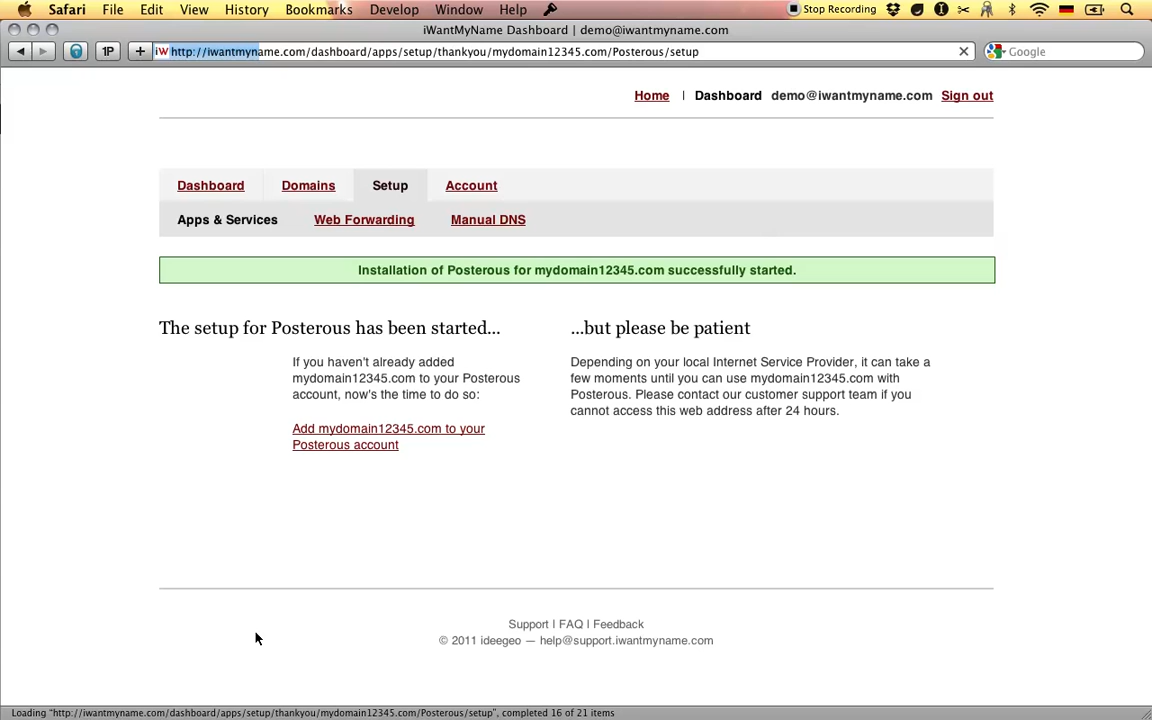 Safari File Edit View History Bookmarks Develop Window Help Stop Recording
iWantMyName Dashboard | demo@iwantmyname.com
1P + iW http://iwantmyname.com/dashboard/apps/setup/thankyou/mydomain12345.com/Posterous/setup Google
Home | Dashboard demo@iwantmyname.com Sign out
Dashboard Domains Setup Account
Apps & Services Web Forwarding Manual DNS
Installation of Posterous for mydomain12345.com successfully started.
The setup for Posterous has been started...
If you haven't already added
mydomain12345.com to your Posterous
account, now's the time to do so:
Add mydomain12345.com to your
Posterous account
...but please be patient
Depending on your local Internet Service Provider, it can take a
few moments until you can use mydomain12345.com with
Posterous. Please contact our customer support team if you
cannot access this web address after 24 hours.
Support | FAQ | Feedback
© 2011 ideegeo — help@support.iwantmyname.com
Loading "http://iwantmyname.com/dashboard/apps/setup/thankyou/mydomain12345.com/Posterous/setup", completed 16 of 21 items